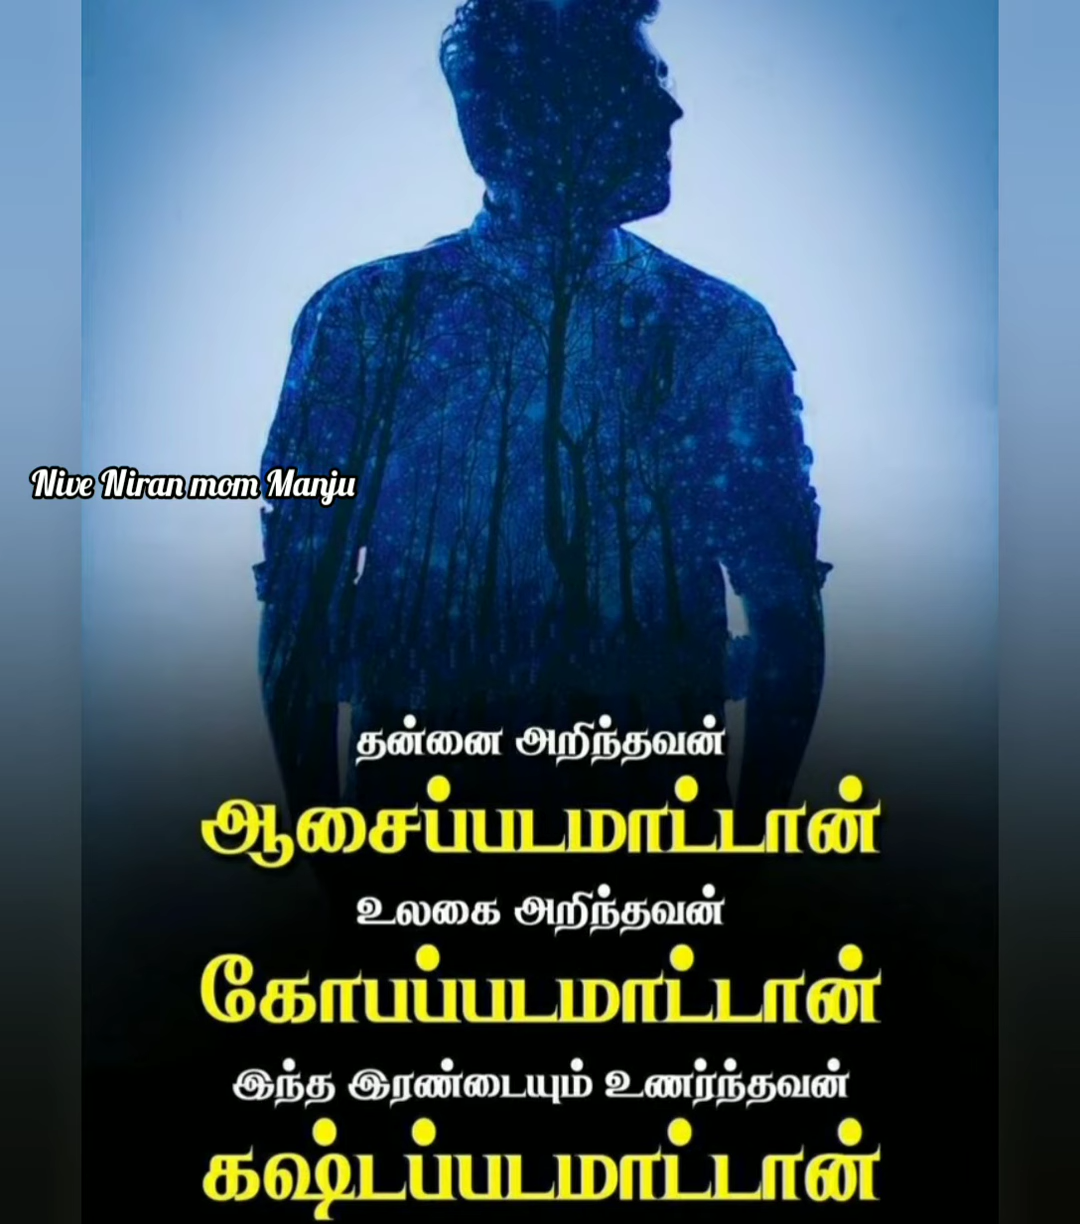 Nive Niran mom Manju
தன்னை அறிந்தவன்
ஆசைப்படமாட்டான்
உலகை அறிந்தவன்
கோபப்படமாட்டான்
இந்த இரண்டையும் உணர்ந்தவன்
கஷ்டப்படமாட்டான்